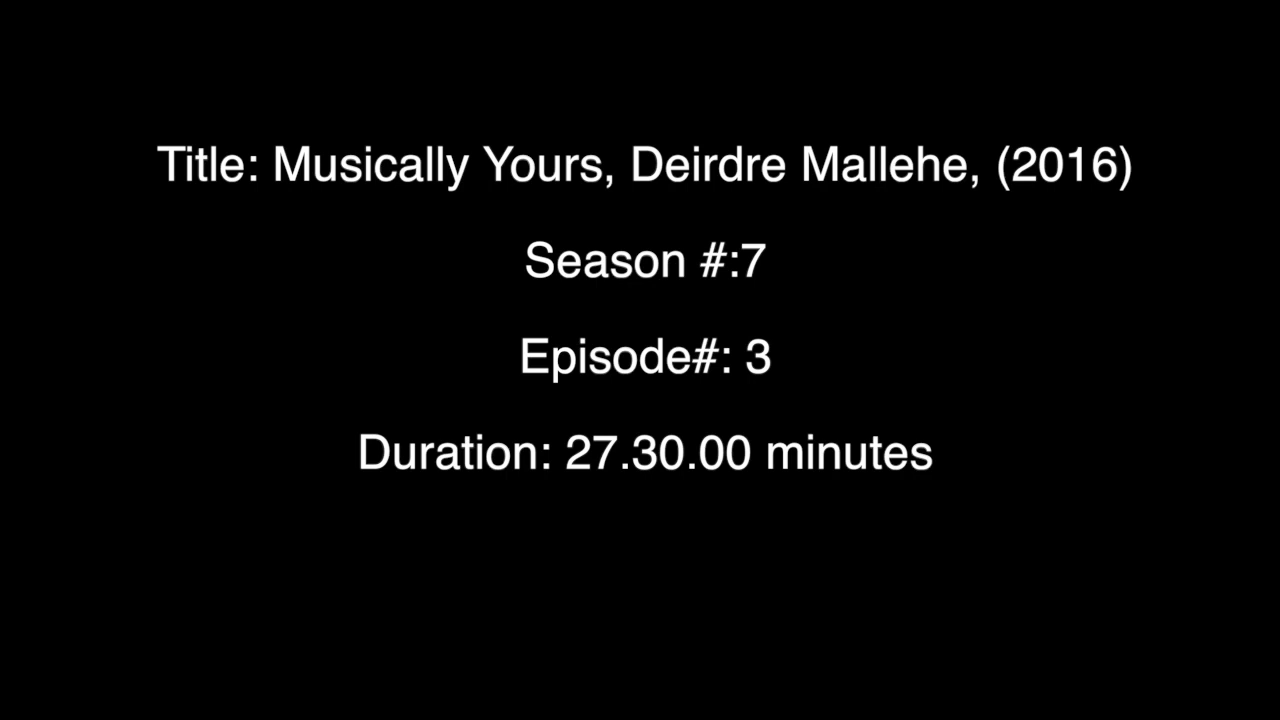 Title: Musically Yours, Deirdre Mallehe, (2016)
Season #:7
Episode#: 3
Duration: 27.30.00 minutes